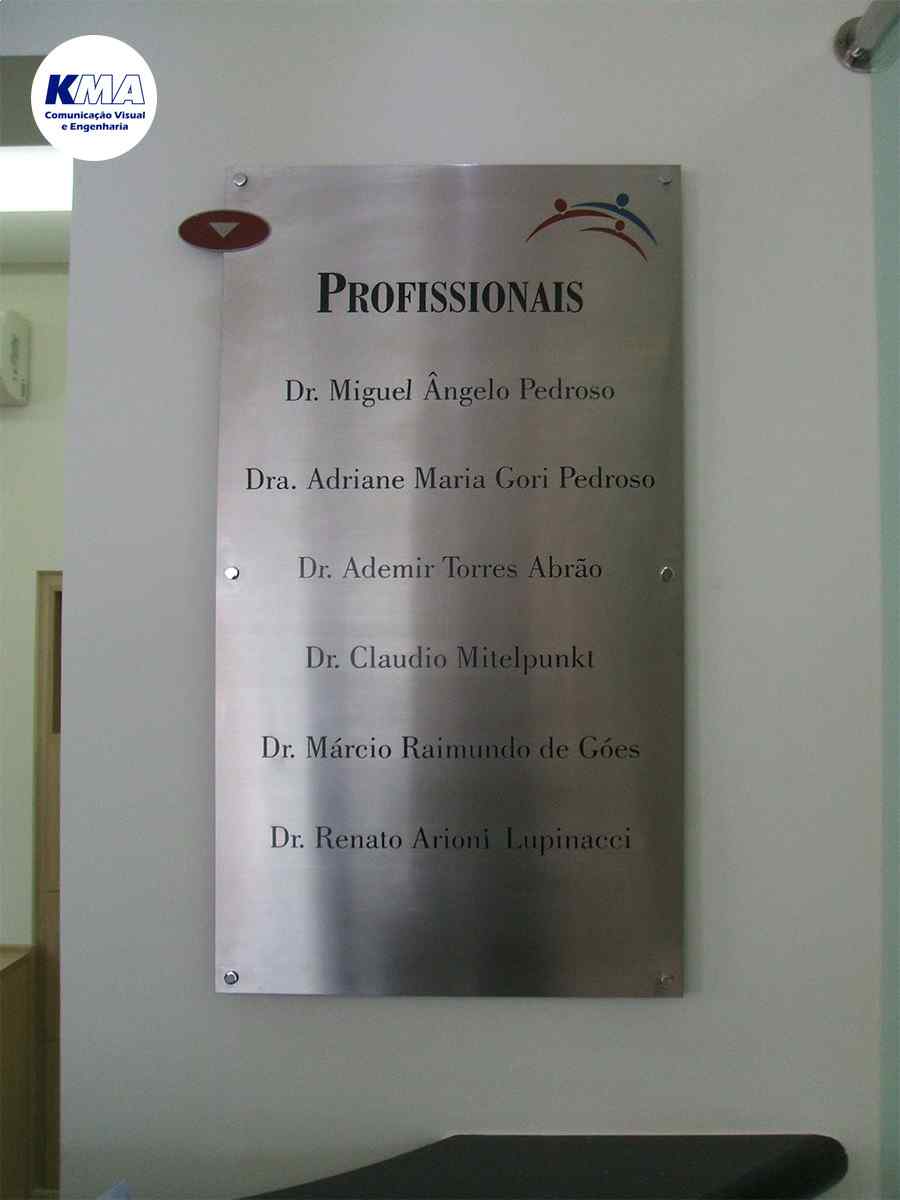 KMA
Comunicação Visual
e Engenharia
PROFISSIONAIS
Dr. Miguel Ângelo Pedroso
Dra. Adriane Maria Gori Pedroso
Dr. Ademir Torres Abrão
Dr. Claudio Mitelpunkt
Dr. Márcio Raimundo de Góes
Dr. Renato Arioni Lupinacci